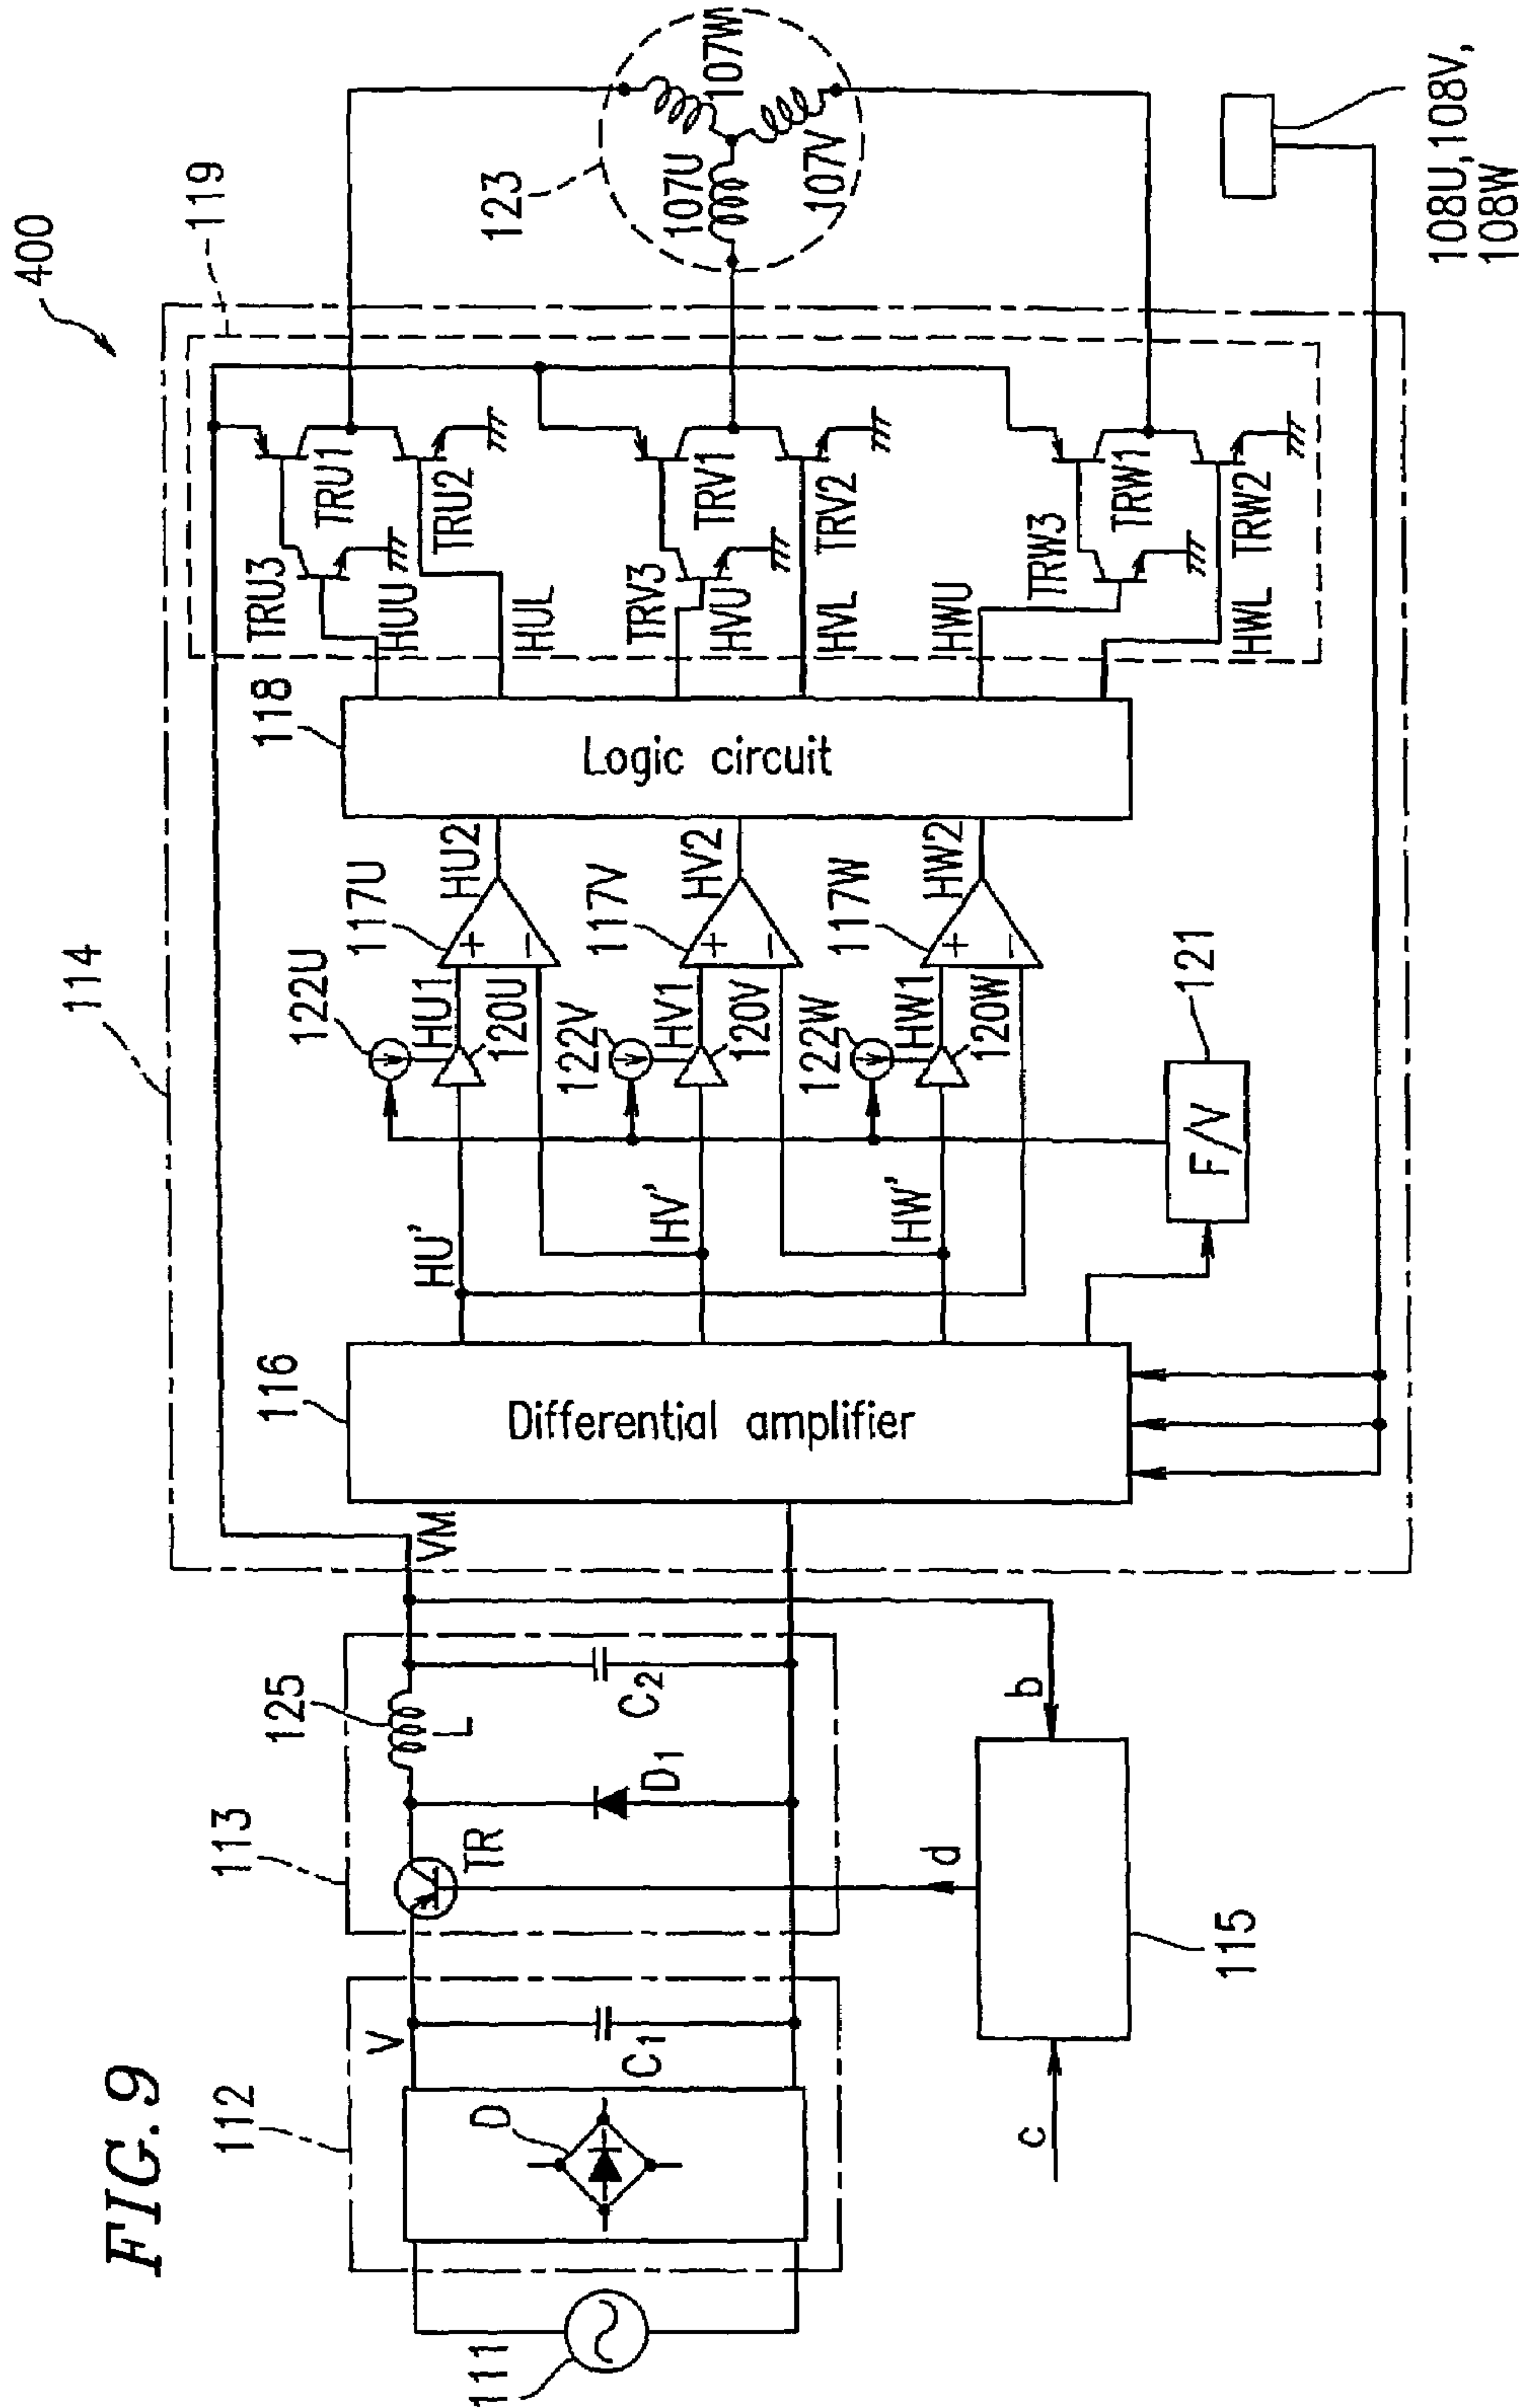 FIG.9
400
114
119
123
107W
107U
107V
108U,108V,
108W
111
112
D
V
C1
113
TR
D1
125
L
C2
VM
c
115
d
b
116
Differential amplifier
HU'
HV'
HW'
F/V
121
122U
HU1
120U
122V
HV1
120V
122W
HW1
120W
117U
+
-
HU2
117V
+
-
HV2
117W
+
-
HW2
118
Logic circuit
TRU3
HUU
TRU1
TRU2
HUL
TRV3
HVU
TRV1
TRV2
HVL
TRW3
HWU
TRW1
HWL TRW2